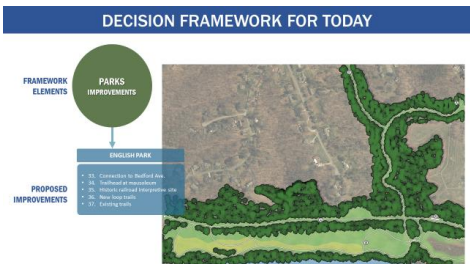 DECISION FRAMEWORK FOR TODAY
FRAMEWORK
ELEMENTS
PARKS
IMPROVEMENTS
ENGLISH PARK
PROPOSED
IMPROVEMENTS
• 33. Connection to Bedford Ave.
• 34. Trailhead at mausoleum
• 35. Historic railroad interpretive site
• 36. New loop trails
• 37. Existing trails